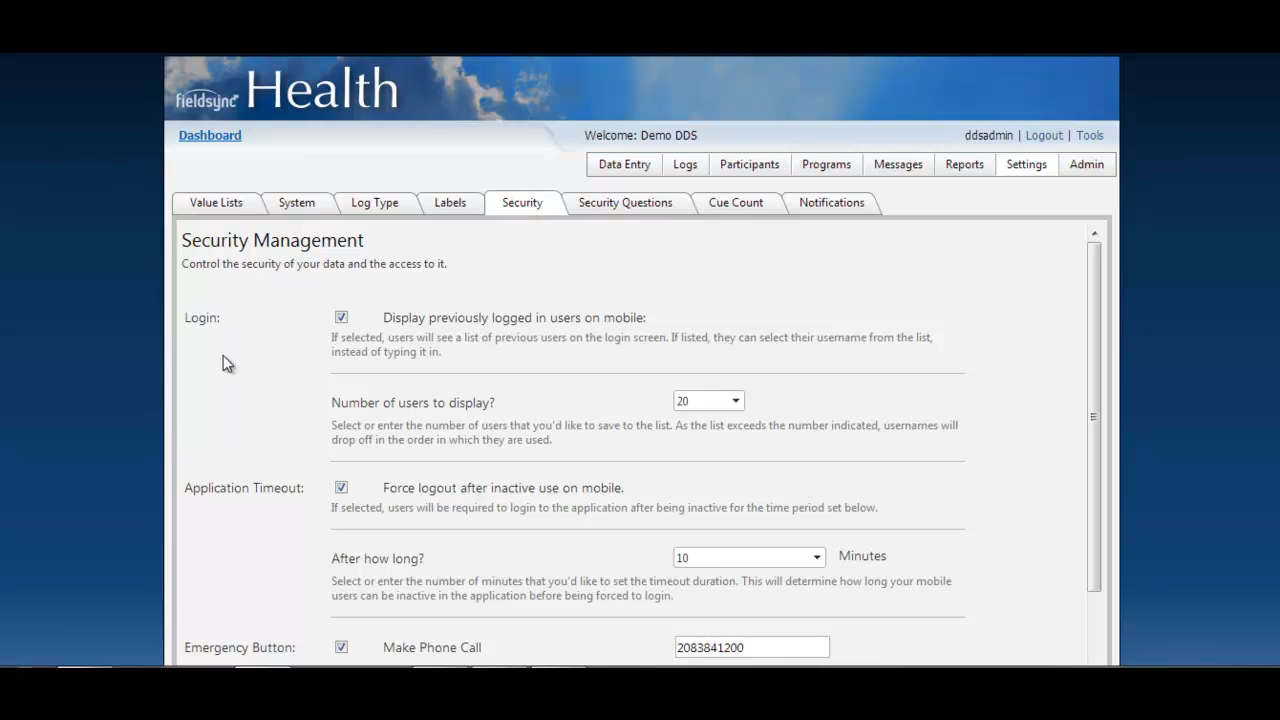 fieldsync Health
Dashboard
Welcome: Demo DDS
ddsadmin | Logout | Tools
Data Entry Logs Participants Programs Messages Reports Settings Admin
Value Lists System Log Type Labels Security Security Questions Cue Count Notifications
Security Management
Control the security of your data and the access to it.
Login:
Display previously logged in users on mobile:
If selected, users will see a list of previous users on the login screen. If listed, they can select their username from the list,
instead of typing it in.
Number of users to display?
20
Select or enter the number of users that you'd like to save to the list. As the list exceeds the number indicated, usernames will
drop off in the order in which they are used.
Application Timeout:
Force logout after inactive use on mobile.
If selected, users will be required to login to the application after being inactive for the time period set below.
After how long?
10
Minutes
Select or enter the number of minutes that you'd like to set the timeout duration. This will determine how long your mobile
users can be inactive in the application before being forced to login.
Emergency Button:
Make Phone Call
2083841200